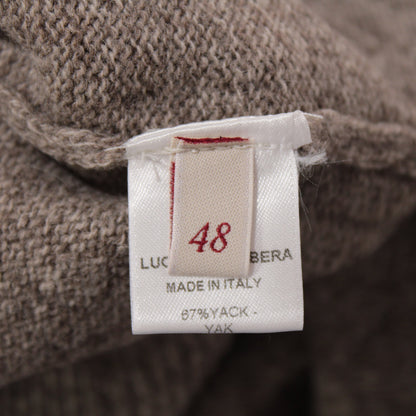 48
LUC BERA
MADE IN ITALY
67%YACK -
YAK